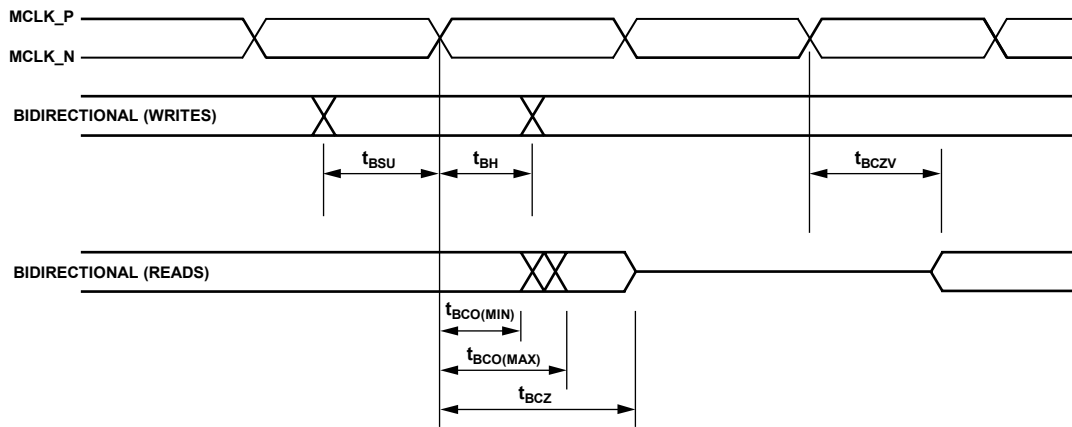 MCLK_P
MCLK_N
BIDIRECTIONAL (WRITES)
tBSU
tBH
tBCZV
BIDIRECTIONAL (READS)
tBCO(MIN)
tBCO(MAX)
tBCZ